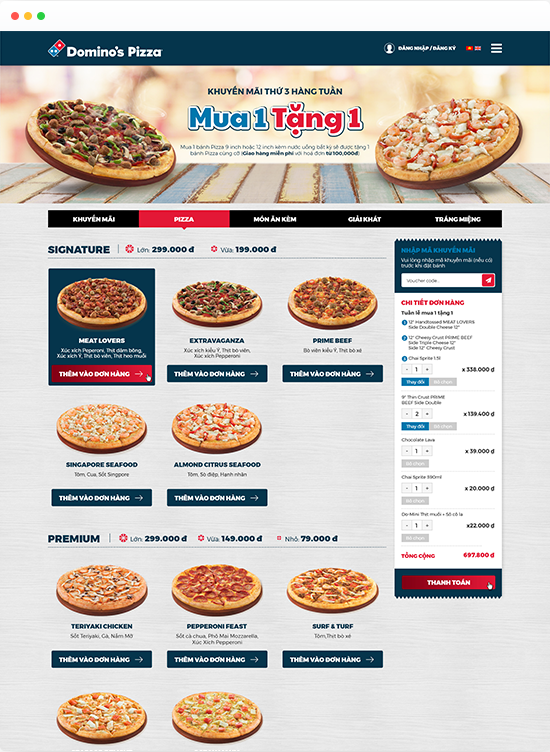 Domino's Pizza
ĐĂNG NHẬP / ĐĂNG KÝ
KHUYẾN MÃI THỨ 3 HÀNG TUẦN
Mua 1 Tặng 1
Mua 1 bánh Pizza 9 inch hoặc 12 inch kèm nước uống bất kỳ sẽ được tặng 1
bánh Pizza cùng cỡ (Giao hàng miễn phí với hoá đơn từ 100,000đ)
KHUYẾN MÃI
PIZZA
MÓN ĂN KÈM
GIẢI KHÁT
TRÁNG MIỆNG
SIGNATURE
Lớn: 299.000 đ
Vừa: 199.000 đ
MEAT LOVERS
Xúc xích Peperoni, Thịt dăm bông,
Xúc xích Ý, Thịt bò viên, Thịt heo muối
THÊM VÀO ĐƠN HÀNG
EXTRAVAGANZA
Xúc xích kiểu Ý, Thịt bò viên,
Xúc xích Pepperoni
THÊM VÀO ĐƠN HÀNG
PRIME BEEF
Bò viên kiểu Ý, Thịt bò xé
THÊM VÀO ĐƠN HÀNG
SINGAPORE SEAFOOD
Tôm, Cua, Sốt Singpore
THÊM VÀO ĐƠN HÀNG
ALMOND CITRUS SEAFOOD
Tôm, Sò điệp, Hạnh nhân
THÊM VÀO ĐƠN HÀNG
PREMIUM
Lớn: 299.000 đ
Vừa: 149.000 đ
Nhỏ: 79.000 đ
TERIYAKI CHICKEN
Sốt Teriyaki, Gà, Nấm Mỡ
THÊM VÀO ĐƠN HÀNG
PEPPERONI FEAST
Sốt cà chua, Phô Mai Mozzarella,
Xúc Xích Pepperoni
THÊM VÀO ĐƠN HÀNG
SURF & TURF
Tôm,Thịt bò xé
THÊM VÀO ĐƠN HÀNG
NHẬP MÃ KHUYẾN MÃI
Vui lòng nhập mã khuyến mãi (nếu có)
trước khi đặt bánh
Voucher code
CHI TIẾT ĐƠN HÀNG
Tuần lễ mua 1 tặng 1
12" Handtossed MEAT LOVERS
Side Double Cheese 12"
12" Cheesy Crust PRIME BEEF
Side Triple Cheese 12"
Side 12" Cheesy Crust
Chai Sprite 1.5l
- 1 + x 338.000 đ
Thay đổi Bỏ chọn
9" Thin Crust PRIME
BEEF Side Double
- 2 + x 139.400 đ
Thay đổi Bỏ chọn
Chocolate Lava
- 1 + x 39.000 đ
Bỏ chọn
Chai Sprite 390ml
- 1 + x 20.000 đ
Bỏ chọn
- 1 + x22.000 đ
Bỏ chọn
TỔNG CỘNG 697.800 đ
THANH TOÁN